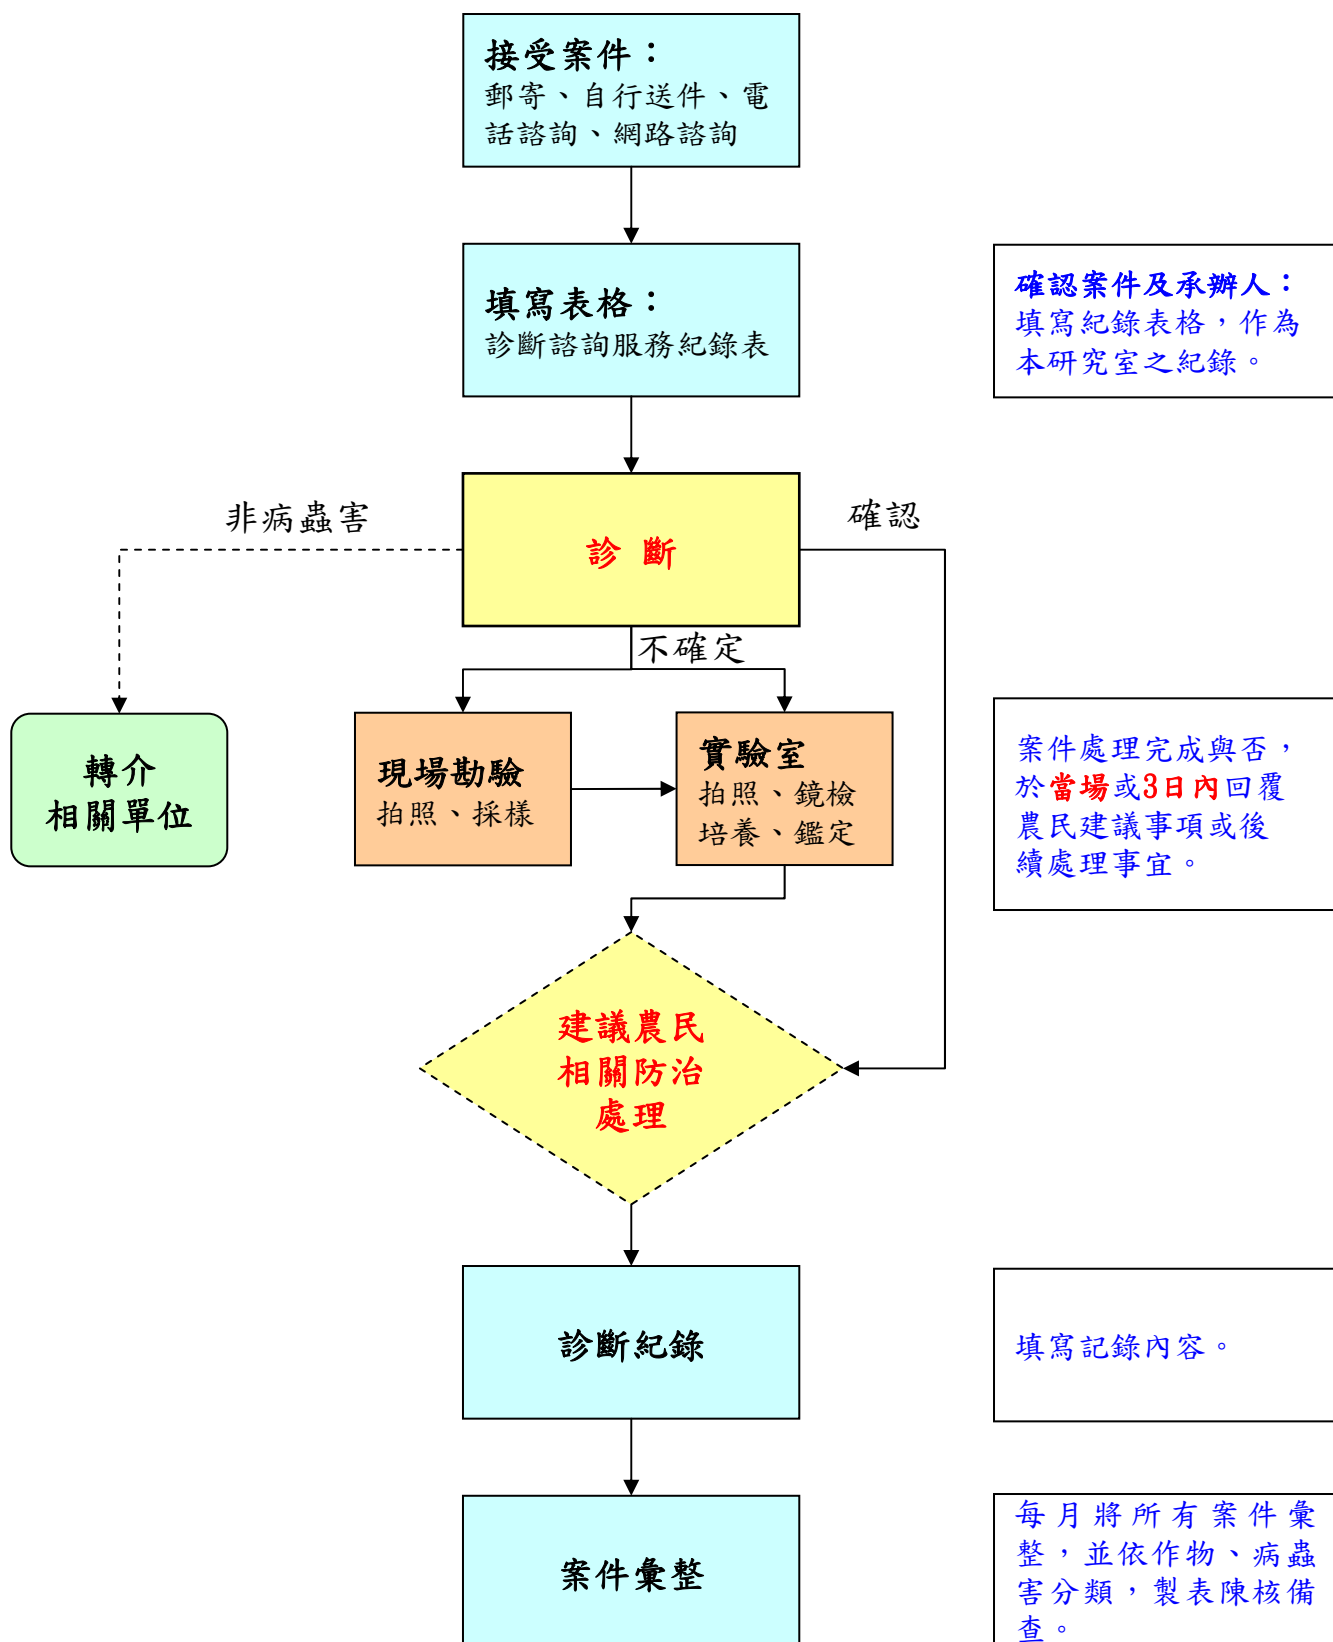 接受案件：
郵寄、自行送件、電
話諮詢、網路諮詢
填寫表格：
診斷諮詢服務紀錄表
確認案件及承辦人：
填寫紀錄表格，作為
本研究室之紀錄。
非病蟲害
診 斷
確認
不確定
轉介
相關單位
現場勘驗
拍照、採樣
實驗室
拍照、鏡檢
培養、鑑定
案件處理完成與否，
於當場或3日內回覆
農民建議事項或後
續處理事宜。
建議農民
相關防治
處理
診斷紀錄
填寫記錄內容。
案件彙整
每月將所有案件彙
整，並依作物、病蟲
害分類，製表陳核備
查。